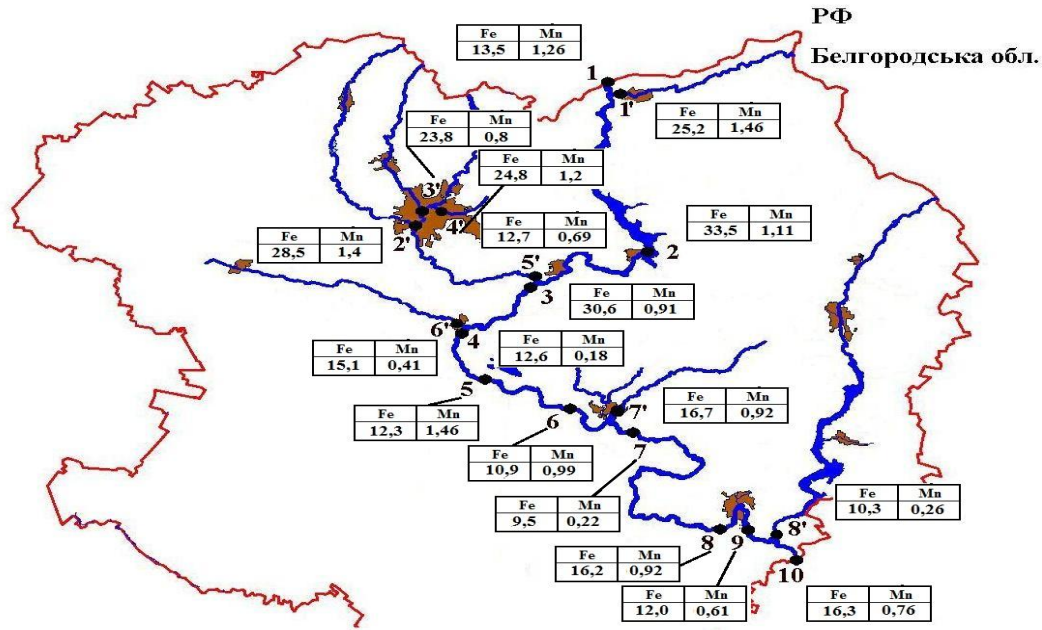 РФ
Белгородська обл.
Fe Mn
13,5 1,26
1
1'
Fe Mn
25,2 1,46
Fe Mn
23,8 0,8
Fe Mn
24,8 1,2
3'
4'
2'
Fe Mn
12,7 0,69
Fe Mn
33,5 1,11
Fe Mn
28,5 1,4
2
5'
3
Fe Mn
30,6 0,91
6'
4
Fe Mn
12,6 0,18
Fe Mn
15,1 0,41
5
Fe Mn
16,7 0,92
6
7'
7
Fe Mn
12,3 1,46
Fe Mn
10,9 0,99
Fe Mn
9,5 0,22
Fe Mn
10,3 0,26
8
9
8'
10
Fe Mn
16,2 0,92
Fe Mn
12,0 0,61
Fe Mn
16,3 0,76